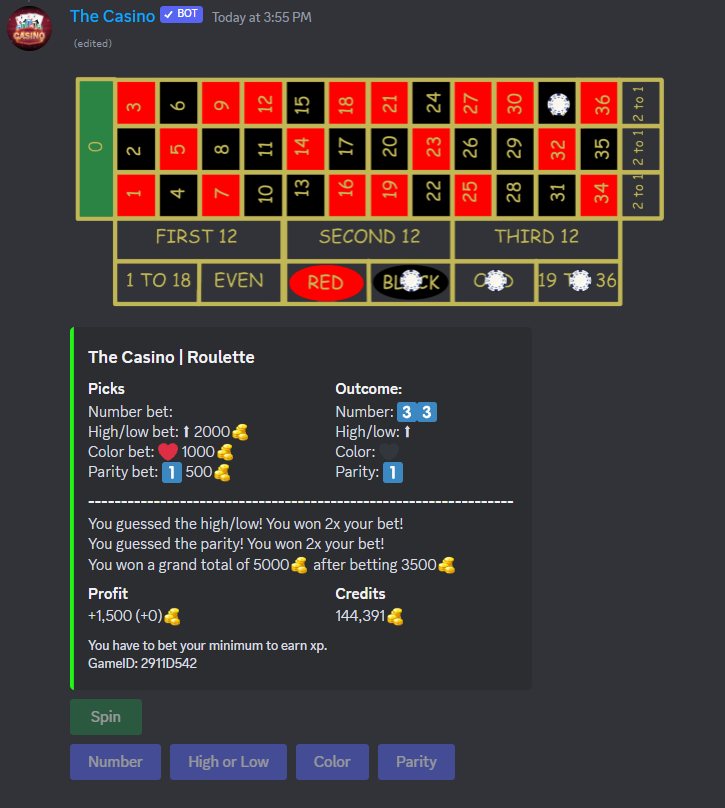 The Casino ✓ BOT Today at 3:55 PM
(edited)
CASINO
3 6 9 12 15 18 21 24 27 30 36 2 to 1
0
2 5 8 11 14 17 20 23 26 29 32 35 2 to 1
1 4 7 10 13 16 19 22 25 28 31 34 2 to 1
FIRST 12 SECOND 12 THIRD 12
1 TO 18 EVEN RED BL CK O D 19 T 36
The Casino | Roulette
Picks Outcome:
Number bet: Number: 3 3
High/low bet: ⬆ 2000 High/low: ⬆
Color bet: 1000 Color:
Parity bet: 1 500 Parity: 1
-----------------------------------------------------------------
You guessed the high/low! You won 2x your bet!
You guessed the parity! You won 2x your bet!
You won a grand total of 5000 after betting 3500
Profit Credits
+1,500 (+0) 144,391
You have to bet your minimum to earn xp.
GameID: 2911D542
Spin
Number High or Low Color Parity